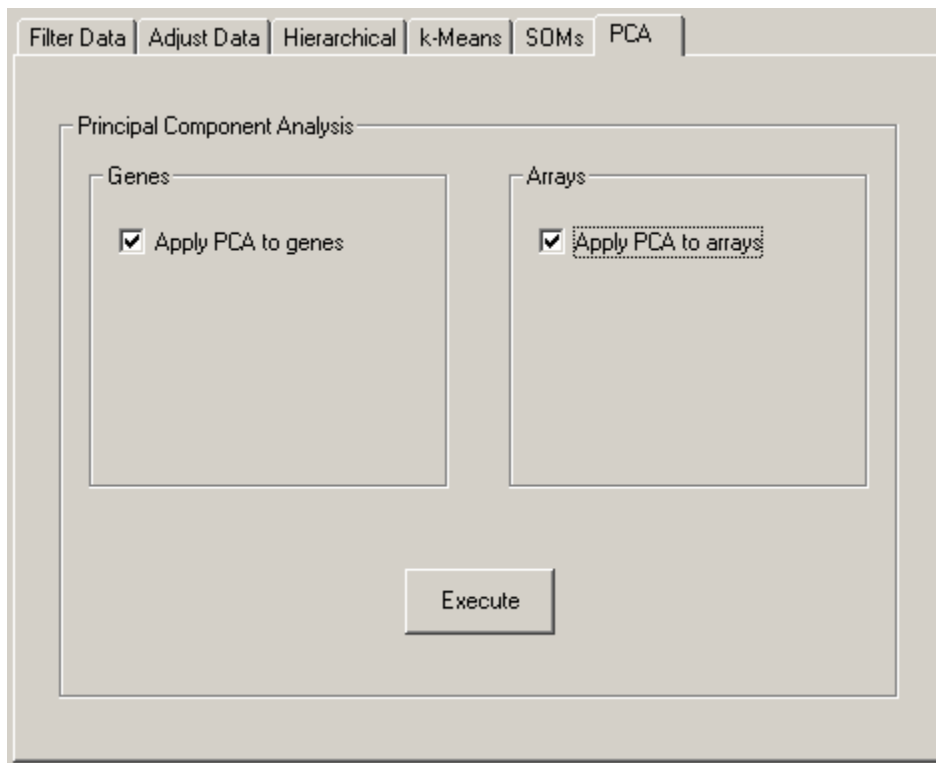 Filter Data Adjust Data Hierarchical k-Means SOMs PCA
Principal Component Analysis
Genes Arrays
Apply PCA to genes Apply PCA to arrays
Execute